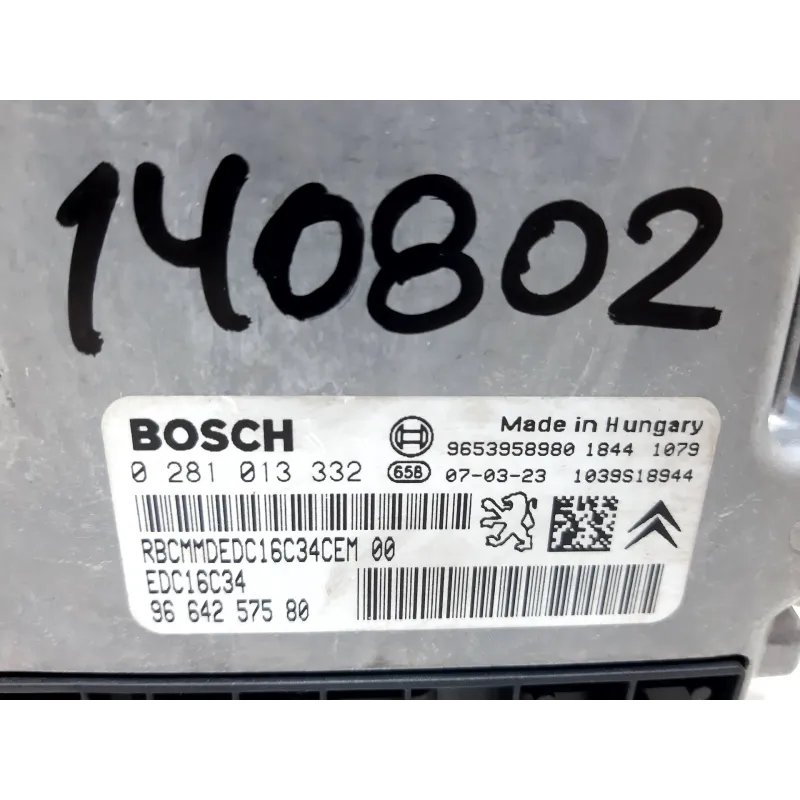 140802
BOSCH
Made in Hungary
9653958980 1844 1079
0 281 013 332
65B 07-03-23 1039S18944
RBCMMDEDC16C34CEM 00
EDC16C34
96 642 575 80